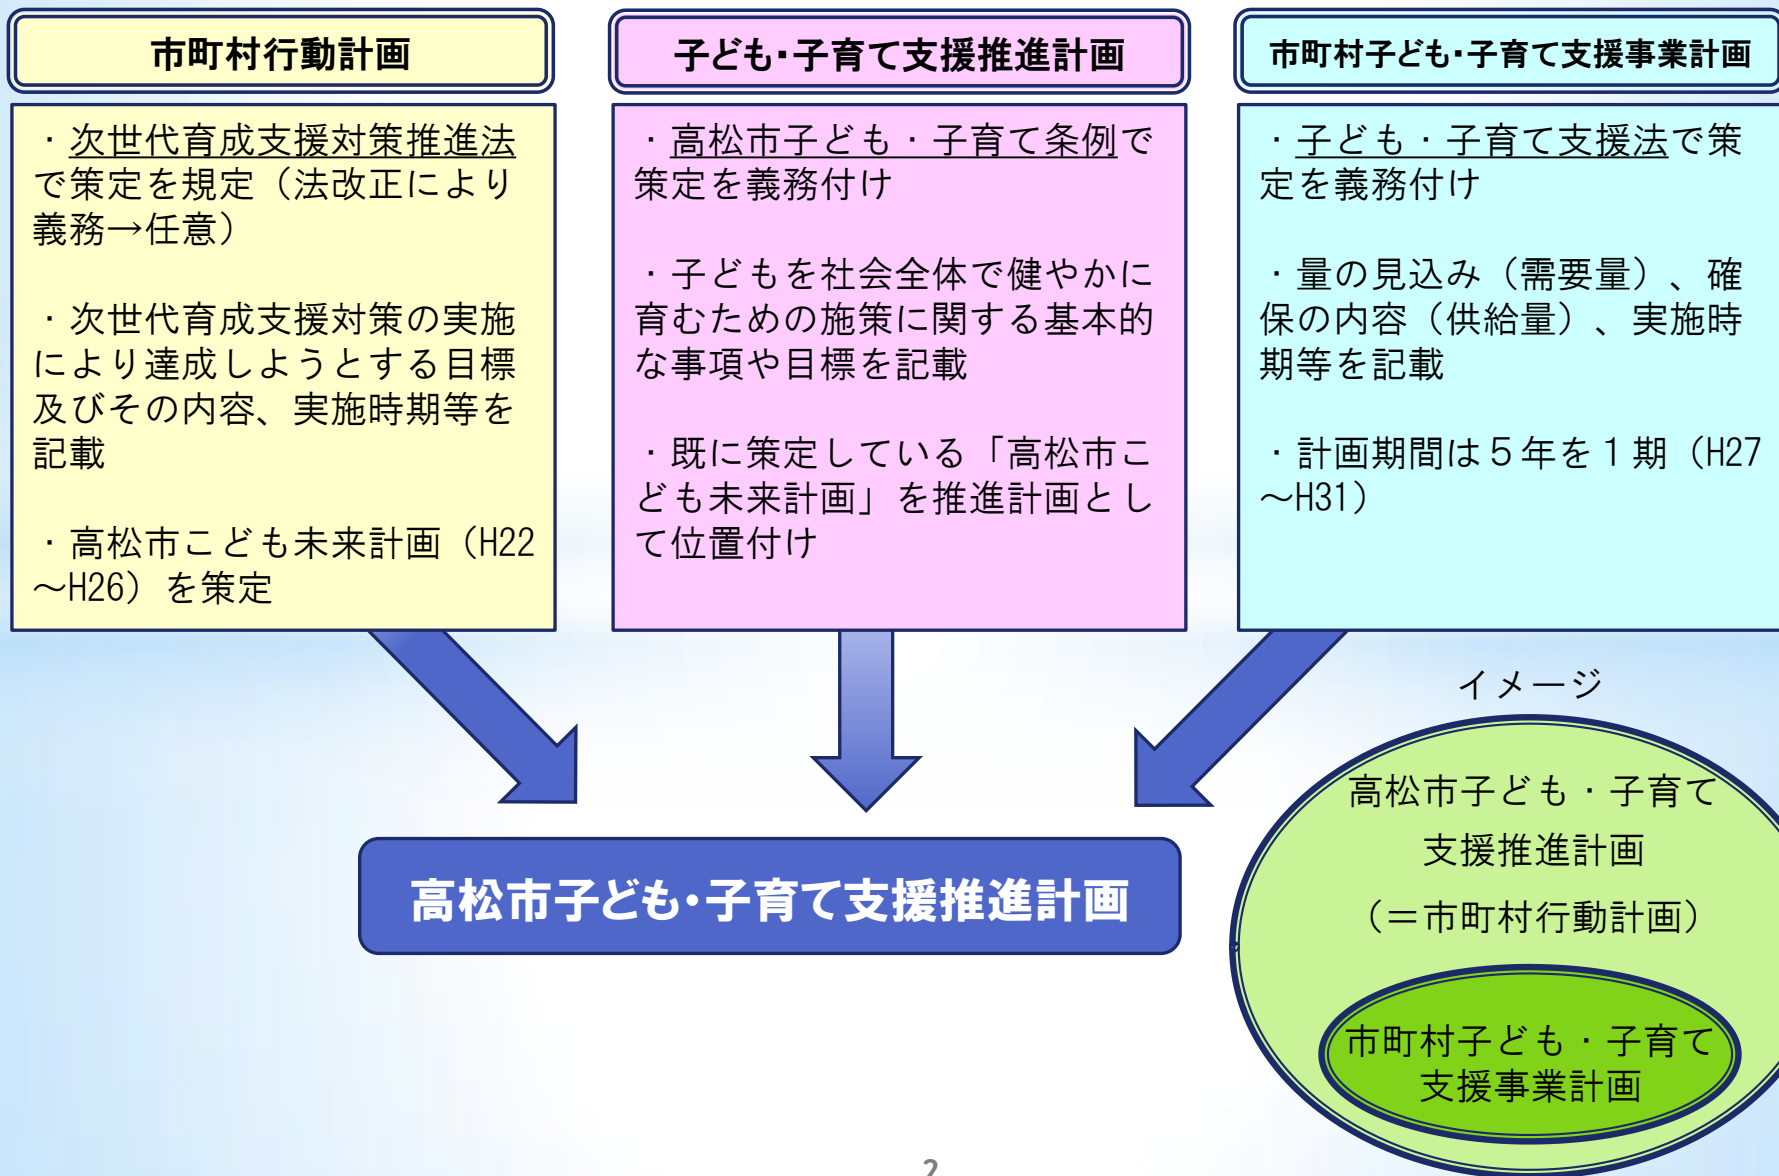 市町村行動計画
・次世代育成支援対策推進法
で策定を規定（法改正により
義務→任意）
・次世代育成支援対策の実施
により達成しようとする目標
及びその内容、実施時期等を
記載
・高松市こども未来計画（H22
～H26）を策定
子ども・子育て支援推進計画
・高松市子ども・子育て条例で
策定を義務付け
・子どもを社会全体で健やかに
育むための施策に関する基本的
な事項や目標を記載
・既に策定している「高松市こ
ども未来計画」を推進計画とし
て位置付け
市町村子ども・子育て支援事業計画
・子ども・子育て支援法で策
定を義務付け
・量の見込み（需要量）、確
保の内容（供給量）、実施時
期等を記載
・計画期間は５年を１期（H27
～H31）
高松市子ども・子育て支援推進計画
イメージ
高松市子ども・子育て
支援推進計画
（＝市町村行動計画）
市町村子ども・子育て
支援事業計画
2